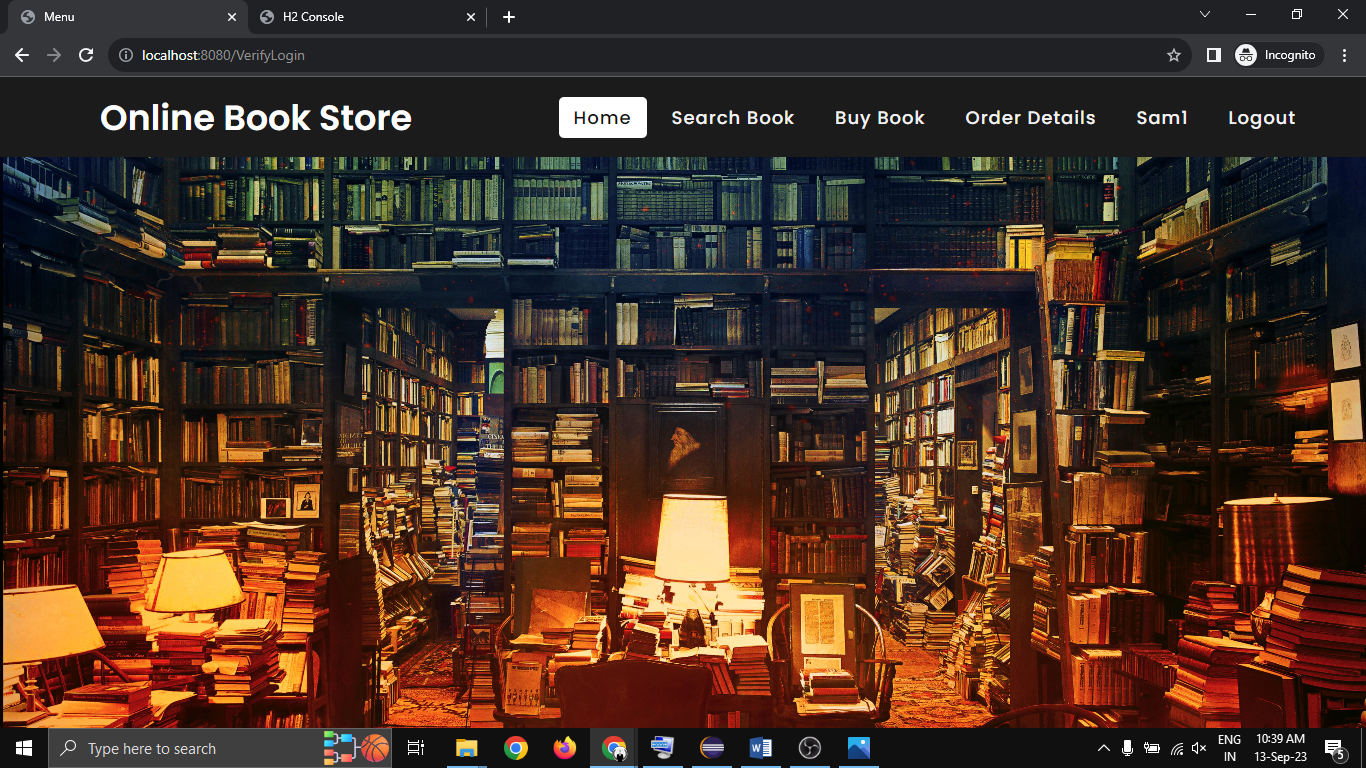 Menu
H2 Console
localhost:8080/VerifyLogin
Incognito
Online Book Store
Home
Search Book
Buy Book
Order Details
Sam1
Logout
Type here to search
ENG
IN
10:39 AM
13-Sep-23
5